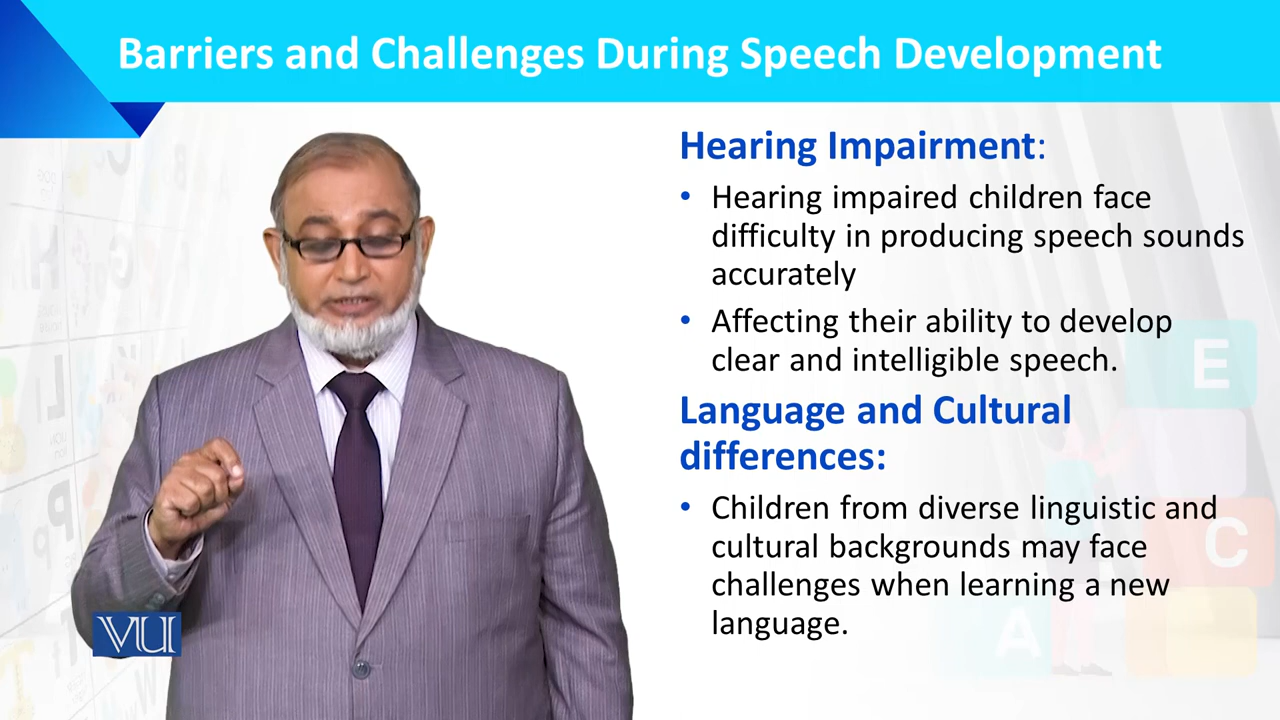 Barriers and Challenges During Speech Development
Hearing Impairment:
• Hearing impaired children face
difficulty in producing speech sounds
accurately
• Affecting their ability to develop
clear and intelligible speech.
Language and Cultural
differences:
• Children from diverse linguistic and
cultural backgrounds may face
challenges when learning a new
language.
VU
E
C
A